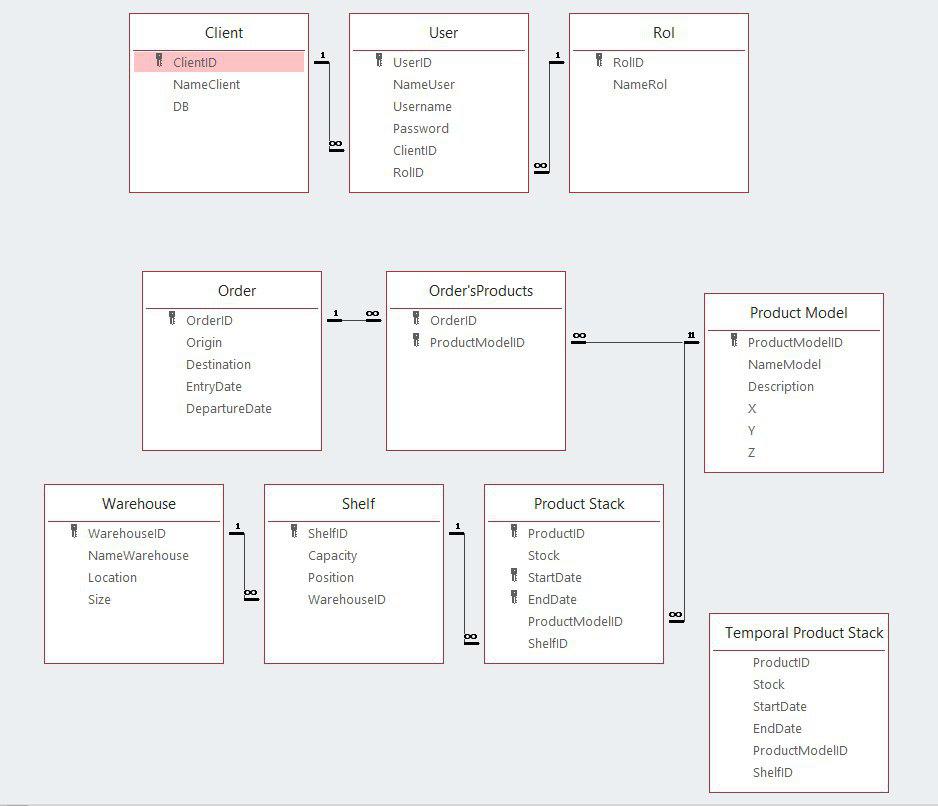 Client
ClientID
NameClient
DB
1
∞
User
UserID
NameUser
Username
Password
ClientID
RolID
1
∞
Rol
RolID
NameRol
Order
OrderID
Origin
Destination
EntryDate
DepartureDate
1
∞
Order'sProducts
OrderID
ProductModelID
∞
1
1
Product Model
ProductModelID
NameModel
Description
X
Y
Z
Warehouse
WarehouseID
NameWarehouse
Location
Size
1
∞
Shelf
ShelfID
Capacity
Position
WarehouseID
1
∞
Product Stack
ProductID
Stock
StartDate
EndDate
ProductModelID
ShelfID
∞
Temporal Product Stack
ProductID
Stock
StartDate
EndDate
ProductModelID
ShelfID